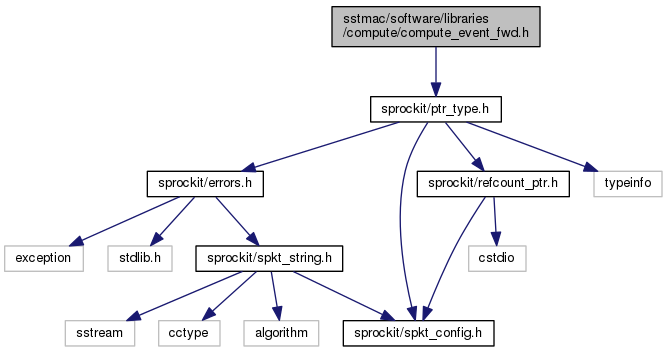 sstmac/software/libraries
/compute/compute_event_fwd.h
sprockit/ptr_type.h
sprockit/errors.h
sprockit/refcount_ptr.h
typeinfo
exception
stdlib.h
sprockit/spkt_string.h
cstdio
sstream
cctype
algorithm
sprockit/spkt_config.h